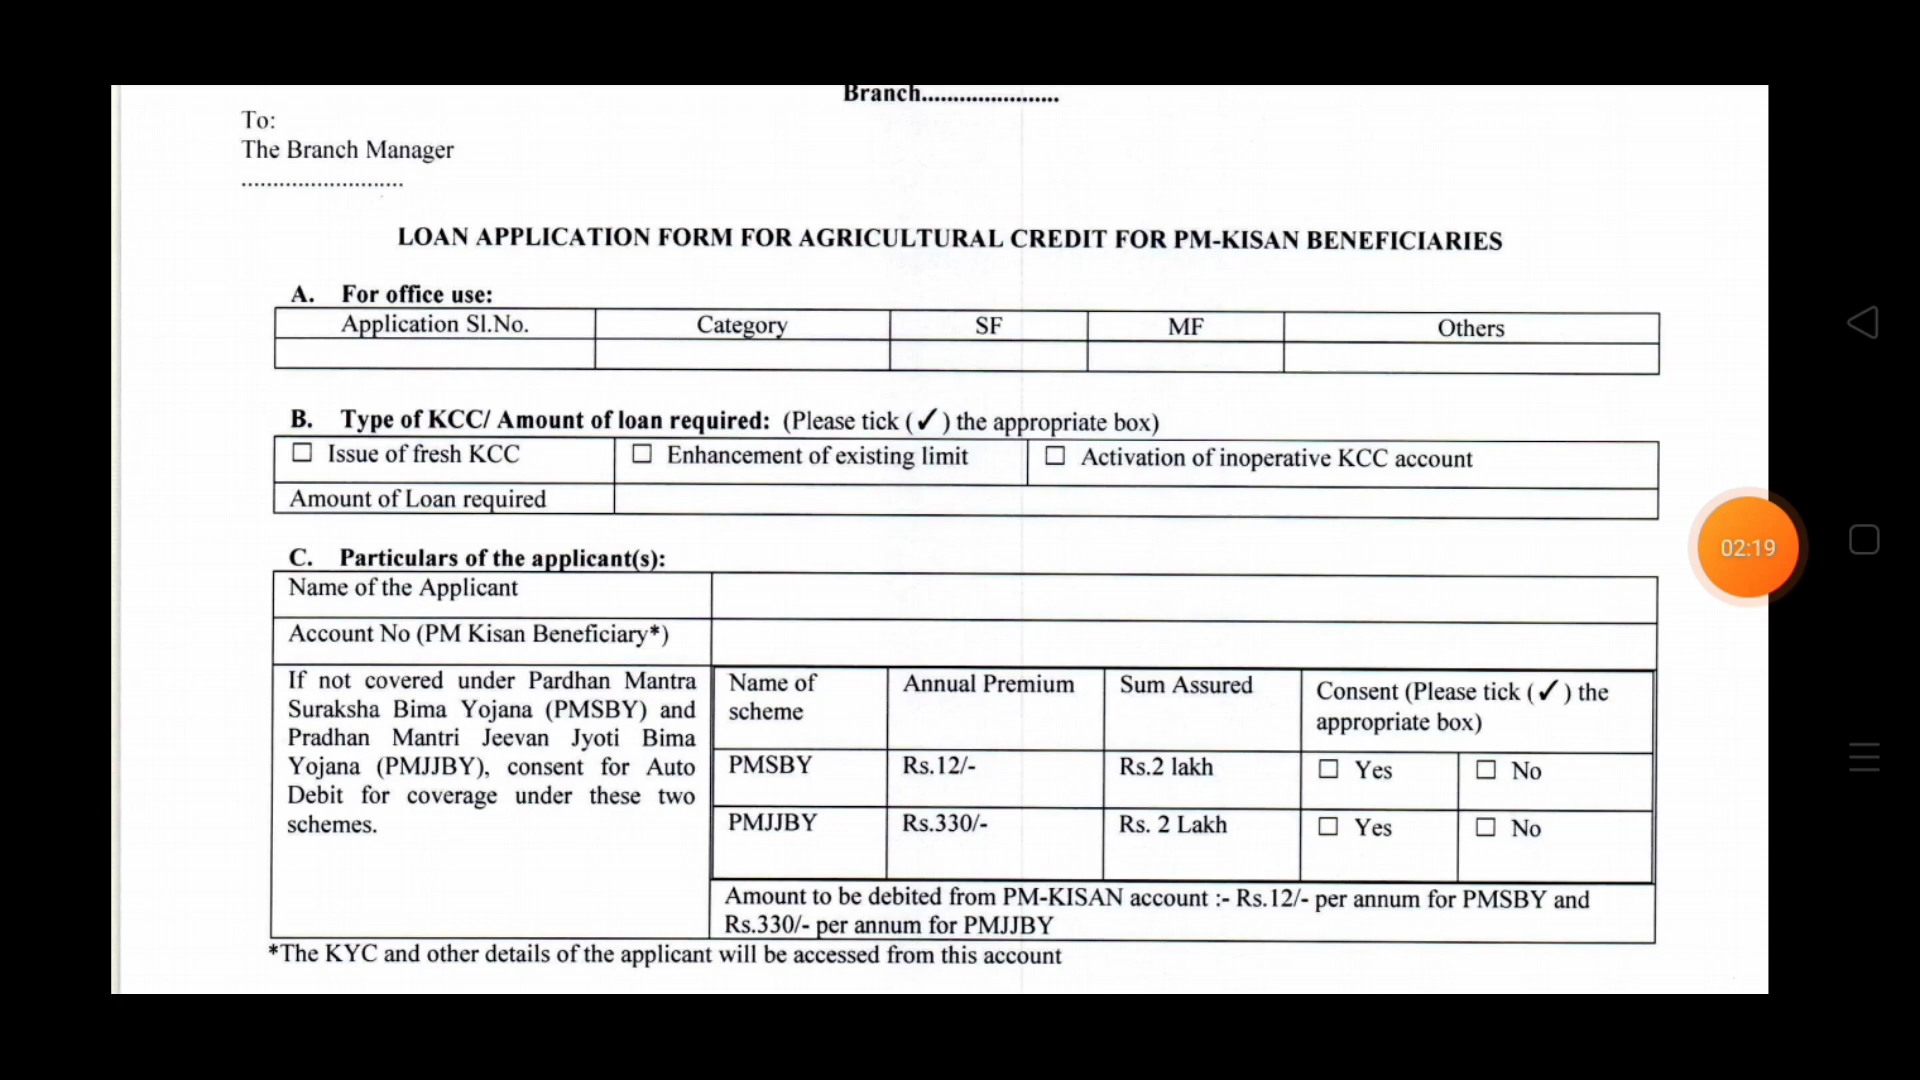 Branch......................
To:
The Branch Manager
..........................
LOAN APPLICATION FORM FOR AGRICULTURAL CREDIT FOR PM-KISAN BENEFICIARIES
A. For office use:
Application Sl.No. Category SF MF Others
B. Type of KCC/ Amount of loan required: (Please tick (✓) the appropriate box)
☐ Issue of fresh KCC ☐ Enhancement of existing limit ☐ Activation of inoperative KCC account
Amount of Loan required
C. Particulars of the applicant(s):
Name of the Applicant
Account No (PM Kisan Beneficiary*)
If not covered under Pardhan Mantra
Suraksha Bima Yojana (PMSBY) and
Pradhan Mantri Jeevan Jyoti Bima
Yojana (PMJJBY), consent for Auto
Debit for coverage under these two
schemes.
Name of
scheme
Annual Premium
Sum Assured
Consent (Please tick (✓) the
appropriate box)
PMSBY Rs.12/- Rs.2 lakh ☐ Yes ☐ No
PMJJBY Rs.330/- Rs. 2 Lakh ☐ Yes ☐ No
Amount to be debited from PM-KISAN account :- Rs.12/- per annum for PMSBY and
Rs.330/- per annum for PMJJBY
*The KYC and other details of the applicant will be accessed from this account
02:19